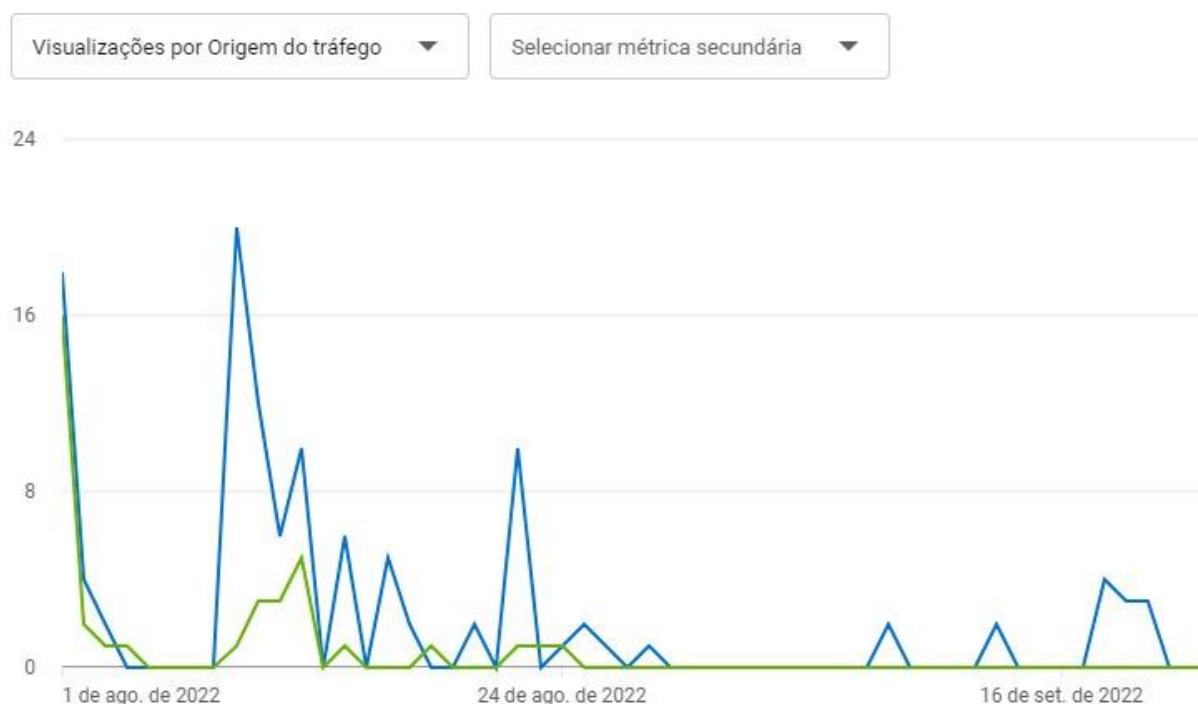 Visualizações por Origem do tráfego
Selecionar métrica secundária
24
16
8
0
1 de ago. de 2022
24 de ago. de 2022
16 de set. de 2022